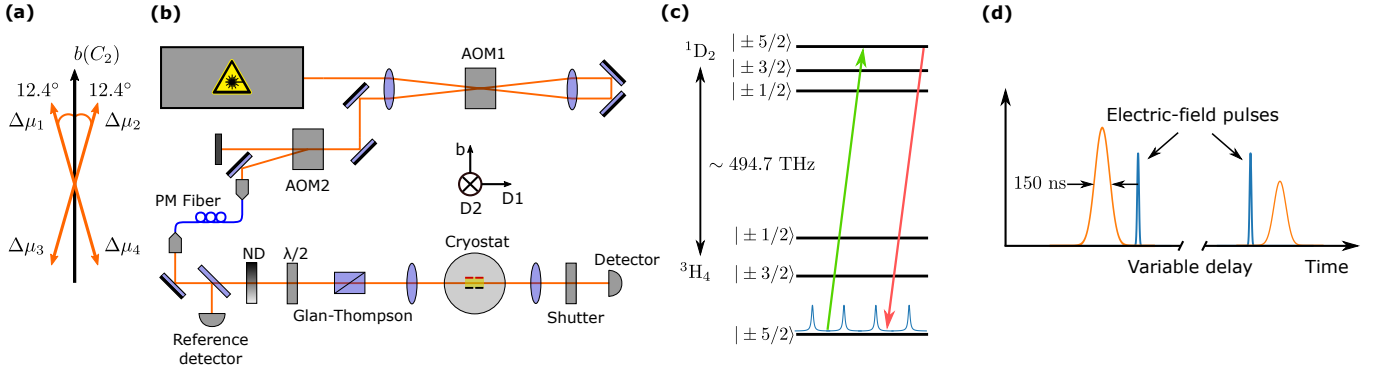 (a)
b(C₂)
12.4° 12.4°
Δμ₁ Δμ₂
Δμ₃ Δμ₄
(b)
AOM1
AOM2
b
D2 D1
PM Fiber
ND
λ/2
Cryostat
Detector
Glan-Thompson
Shutter
Reference
detector
(c)
¹D₂
| ± 5/2⟩
| ± 3/2⟩
| ± 1/2⟩
~ 494.7 THz
³H₄
| ± 1/2⟩
| ± 3/2⟩
| ± 5/2⟩
(d)
Electric-field pulses
150 ns
Variable delay
Time